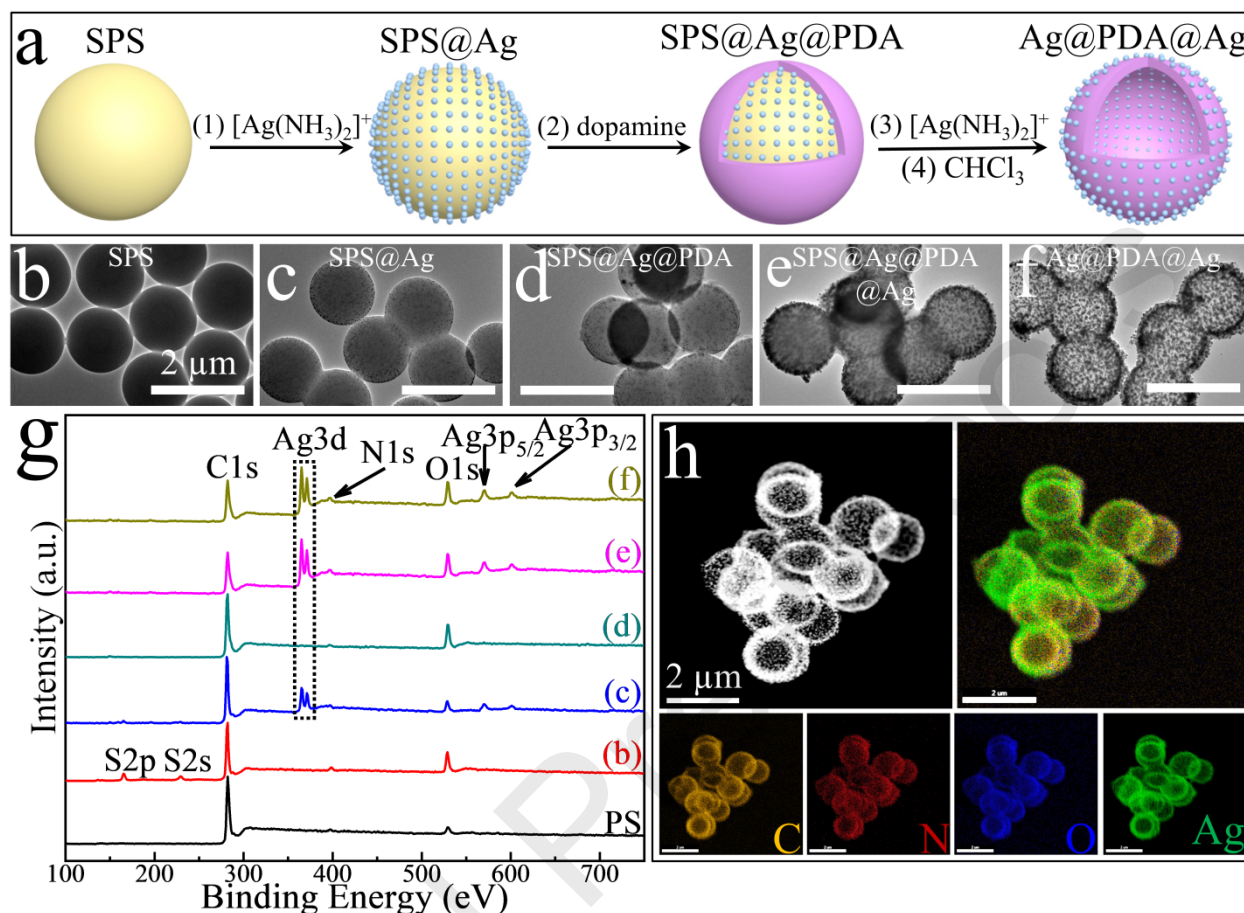 a
SPS
SPS@Ag
SPS@Ag@PDA
Ag@PDA@Ag
(1) [Ag(NH₃)₂]⁺
(2) dopamine
(3) [Ag(NH₃)₂]⁺
(4) CHCl₃
b
SPS
2 µm
c
SPS@Ag
d
SPS@Ag@PDA
e
SPS@Ag@PDA
@Ag
f
Ag@PDA@Ag
g
Intensity (a.u.)
C1s
Ag3d
N1s
O1s
Ag3p₅/₂
Ag3p₃/₂
(f)
(e)
(d)
(c)
(b)
S2p S2s
PS
100 200 300 400 500 600 700
Binding Energy (eV)
h
2 µm
2 um
C
N
O
Ag